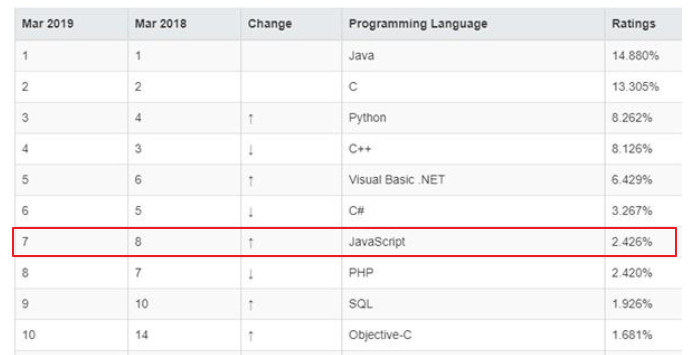 Mar 2019 Mar 2018 Change Programming Language Ratings
1 1 Java 14.880%
2 2 C 13.305%
3 4 ↑ Python 8.262%
4 3 ↓ C++ 8.126%
5 6 ↑ Visual Basic .NET 6.429%
6 5 ↓ C# 3.267%
7 8 ↑ JavaScript 2.426%
8 7 ↓ PHP 2.420%
9 10 ↑ SQL 1.926%
10 14 ↑ Objective-C 1.681%